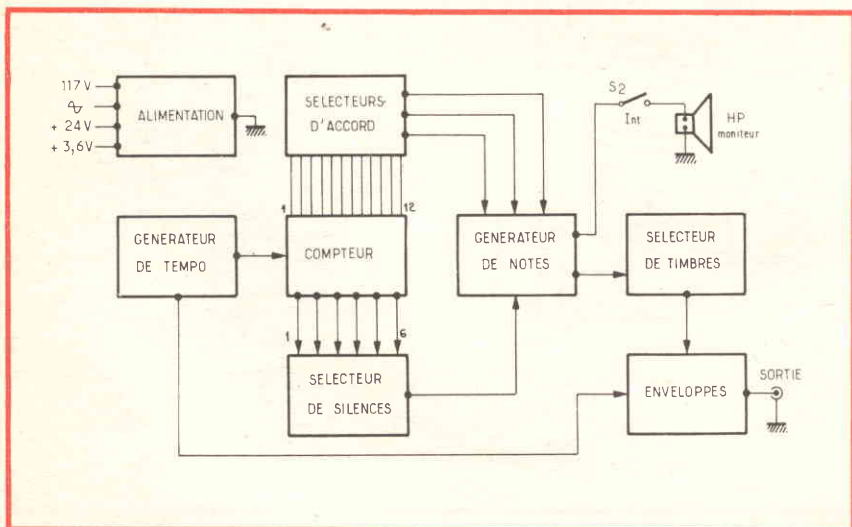 117 V
+ 24V
+ 3,6V
ALIMENTATION
SELECTEURS
D'ACCORD
S2
Int
HP
moniteur
1
12
GENERATEUR
DE TEMPO
COMPTEUR
GENERATEUR
DE NOTES
SELECTEUR
DE TIMBRES
1
6
SELECTEUR
DE SILENCES
ENVELOPPES
SORTIE